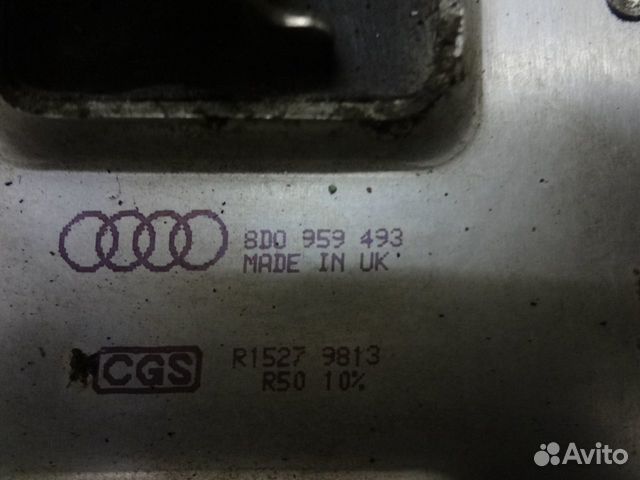 8D0 959 493
MADE IN UK
CGS
R1527 9813
R50 10%
Avito